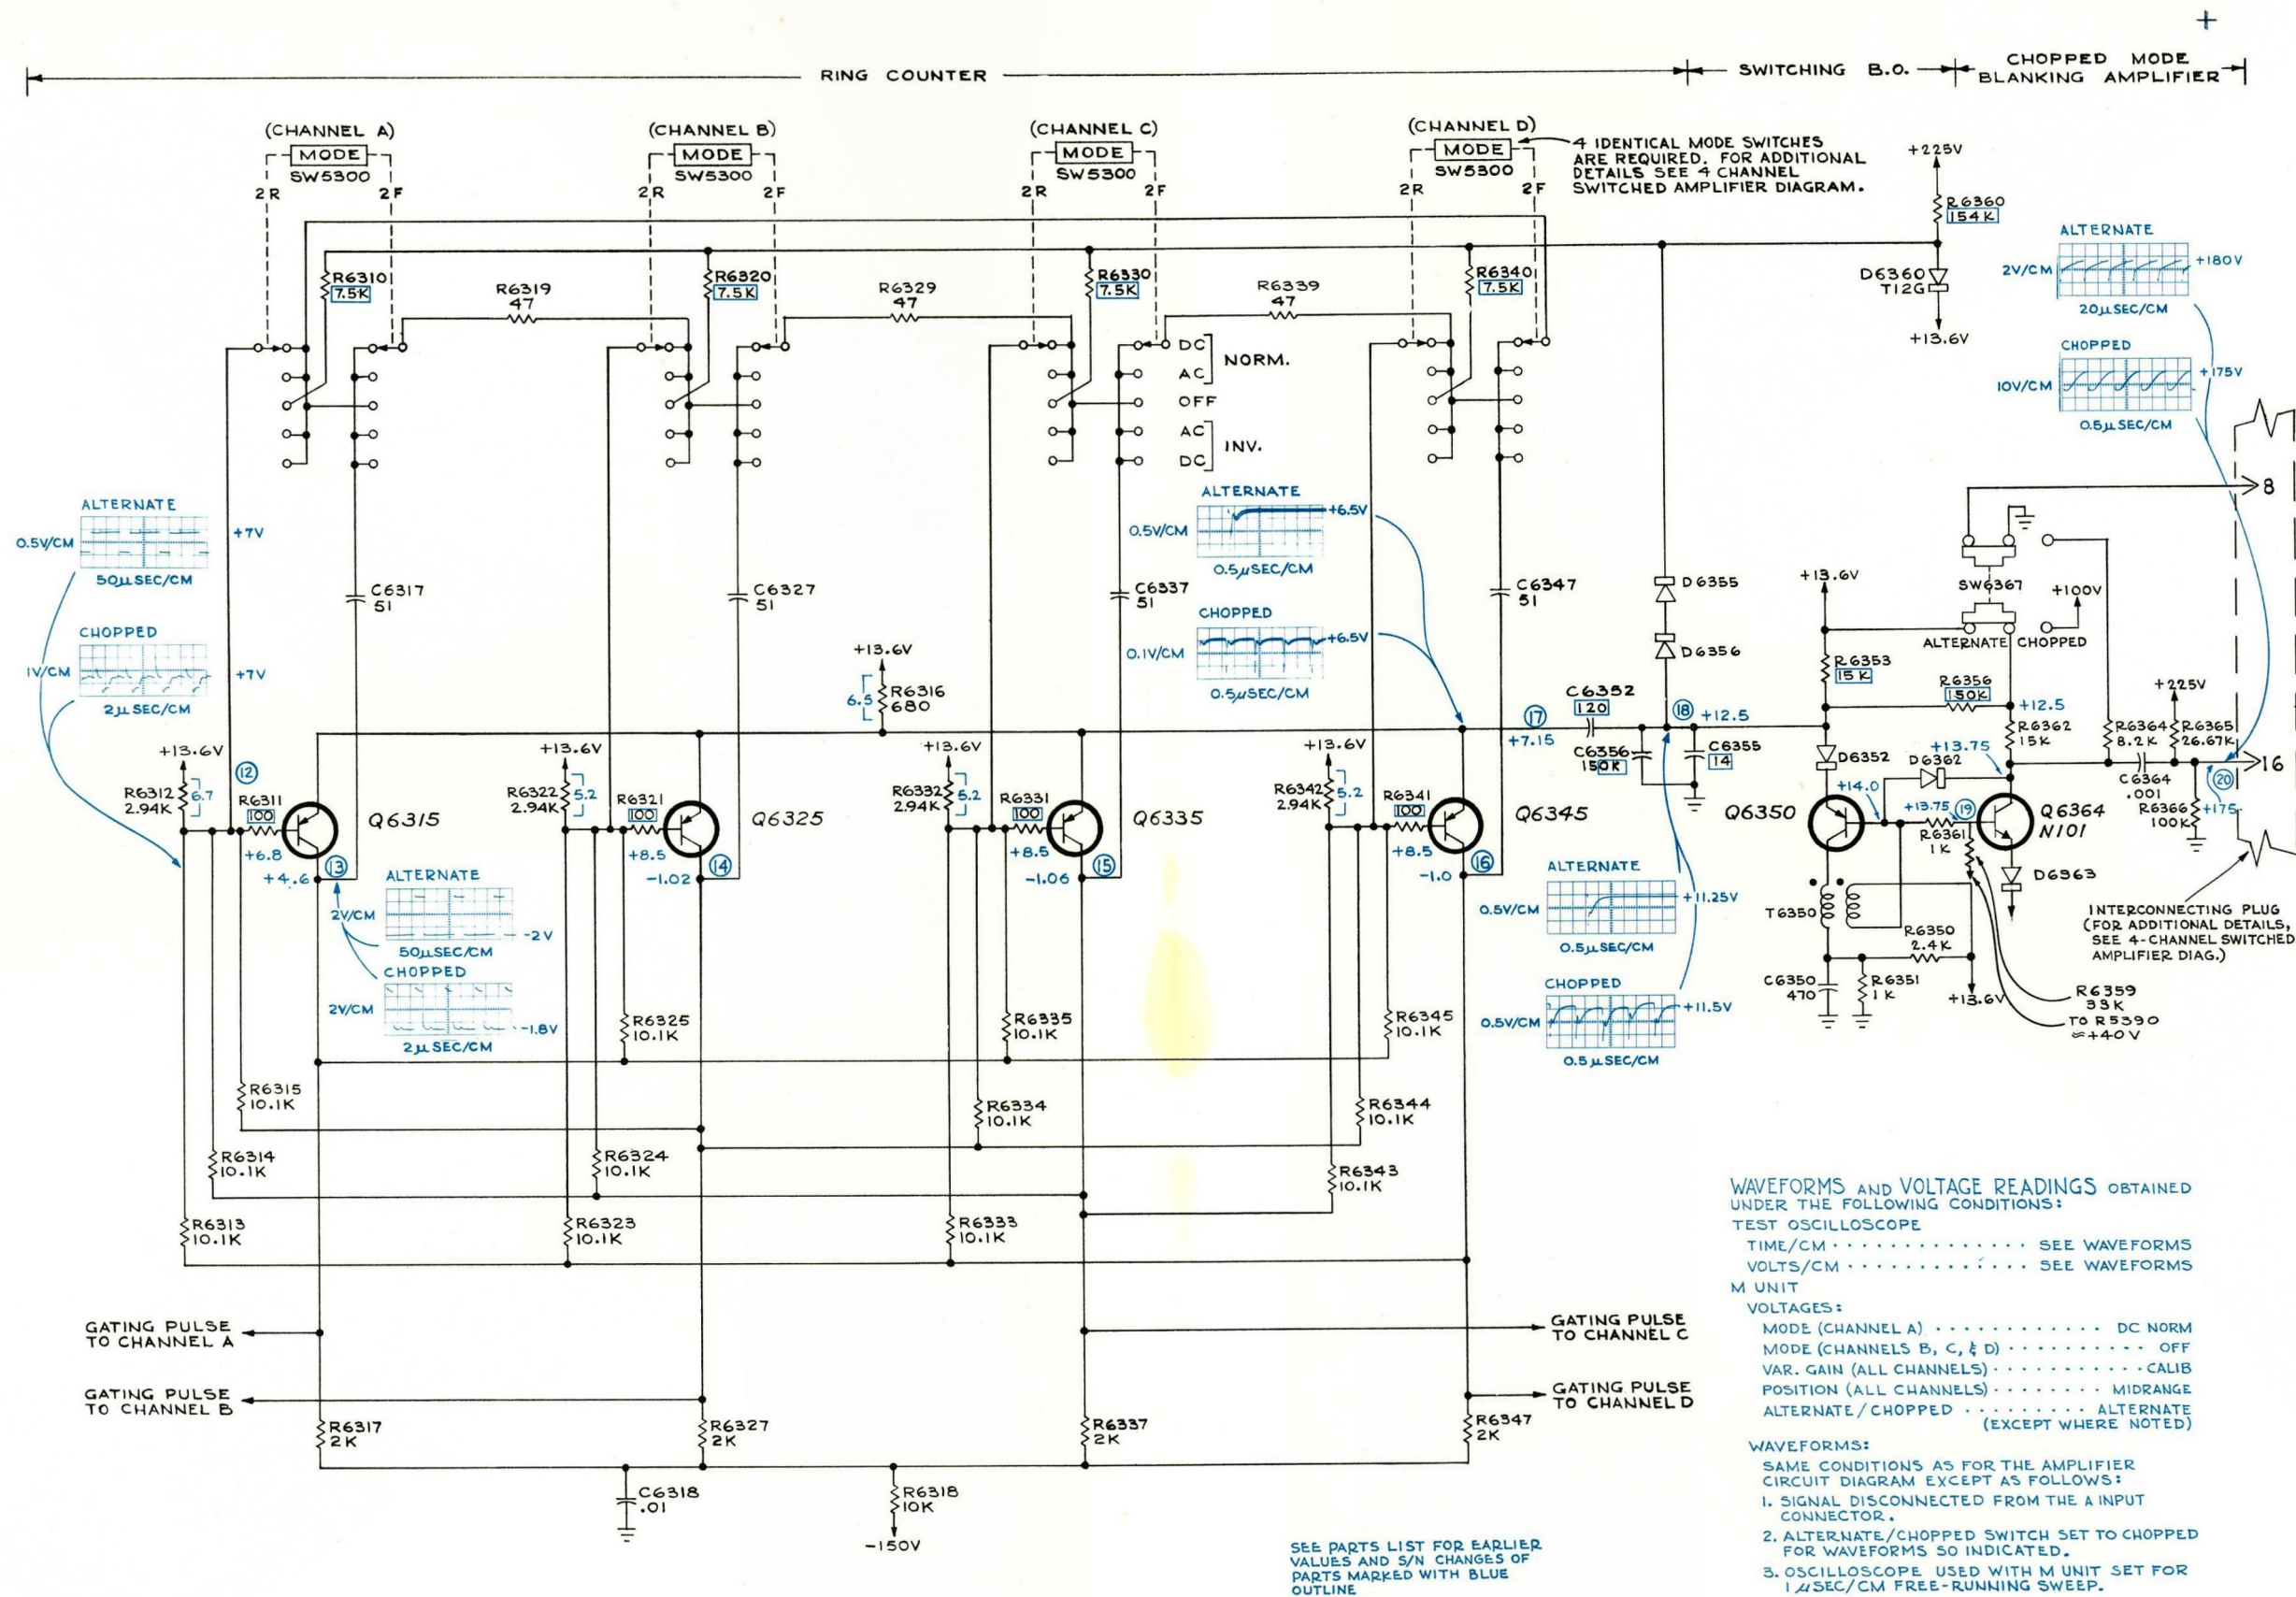 +
RING COUNTER
SWITCHING B.O.
CHOPPED MODE
BLANKING AMPLIFIER
(CHANNEL A)
MODE
SW5300
2R
2F
(CHANNEL B)
MODE
SW5300
2R
2F
(CHANNEL C)
MODE
SW5300
2R
2F
(CHANNEL D)
MODE
SW5300
2R
2F
4 IDENTICAL MODE SWITCHES
ARE REQUIRED. FOR ADDITIONAL
DETAILS SEE 4 CHANNEL
SWITCHED AMPLIFIER DIAGRAM.
+225V
R6360
154K
D6360
T12G
+13.6V
ALTERNATE
2V/CM
+180V
20µSEC/CM
CHOPPED
10V/CM
+175V
0.5µSEC/CM
R6310
7.5K
R6319
47
R6320
7.5K
R6329
47
R6330
7.5K
R6339
47
R6340
7.5K
DC
AC
NORM.
OFF
AC
DC
INV.
ALTERNATE
0.5V/CM
+7V
50µSEC/CM
CHOPPED
1V/CM
+7V
2µSEC/CM
C6317
51
C6327
51
C6337
51
C6347
51
ALTERNATE
0.5V/CM
+6.5V
0.5µSEC/CM
CHOPPED
0.1V/CM
+6.5V
0.5µSEC/CM
D6355
D6356
8
SW6367
+100V
ALTERNATE
CHOPPED
+13.6V
R6353
15K
R6356
150K
+12.5
R6362
15K
R6364
8.2K
+225V
R6365
26.67K
16
C6364
.001
R6366
100K
20
+175
+13.6V
6.5
R6316
680
17
+7.15
C6352
120
18
+12.5
C6356
150K
C6355
14
D6352
D6362
+13.75
+14.0
+13.75
19
R6361
1K
Q6350
Q6364
N101
D6363
T6350
R6350
2.4K
C6350
470
R6351
1K
+13.6V
R6359
33K
TO R5390
≈+40V
INTERCONNECTING PLUG
(FOR ADDITIONAL DETAILS,
SEE 4-CHANNEL SWITCHED
AMPLIFIER DIAG.)
+13.6V
R6312
2.94K
6.7
12
R6311
100
Q6315
+6.8
+4.6
13
+13.6V
R6322
2.94K
5.2
R6321
100
Q6325
+8.5
-1.02
14
+13.6V
R6332
2.94K
5.2
R6331
100
Q6335
+8.5
-1.06
15
+13.6V
R6342
2.94K
5.2
R6341
100
Q6345
+8.5
-1.0
16
ALTERNATE
2V/CM
-2V
50µSEC/CM
CHOPPED
2V/CM
-1.8V
2µSEC/CM
ALTERNATE
0.5V/CM
+11.25V
0.5µSEC/CM
CHOPPED
0.5V/CM
+11.5V
0.5µSEC/CM
R6325
10.1K
R6335
10.1K
R6345
10.1K
R6315
10.1K
R6334
10.1K
R6344
10.1K
R6314
10.1K
R6324
10.1K
R6343
10.1K
R6313
10.1K
R6323
10.1K
R6333
10.1K
GATING PULSE
TO CHANNEL A
GATING PULSE
TO CHANNEL B
GATING PULSE
TO CHANNEL C
GATING PULSE
TO CHANNEL D
R6317
2K
R6327
2K
R6337
2K
R6347
2K
C6318
.01
R6318
10K
-150V
SEE PARTS LIST FOR EARLIER
VALUES AND S/N CHANGES OF
PARTS MARKED WITH BLUE
OUTLINE
WAVEFORMS AND VOLTAGE READINGS OBTAINED
UNDER THE FOLLOWING CONDITIONS:
TEST OSCILLOSCOPE
TIME/CM · · · · · · · · · · · · · · SEE WAVEFORMS
VOLTS/CM · · · · · · · · · · · · · SEE WAVEFORMS
M UNIT
VOLTAGES:
MODE (CHANNEL A) · · · · · · · · · · · · DC NORM
MODE (CHANNELS B, C, & D) · · · · · · · · · · OFF
VAR. GAIN (ALL CHANNELS) · · · · · · · · · · · CALIB
POSITION (ALL CHANNELS) · · · · · · · · MIDRANGE
ALTERNATE / CHOPPED · · · · · · · · · ALTERNATE
(EXCEPT WHERE NOTED)
WAVEFORMS:
SAME CONDITIONS AS FOR THE AMPLIFIER
CIRCUIT DIAGRAM EXCEPT AS FOLLOWS:
1. SIGNAL DISCONNECTED FROM THE A INPUT
CONNECTOR.
2. ALTERNATE/CHOPPED SWITCH SET TO CHOPPED
FOR WAVEFORMS SO INDICATED.
3. OSCILLOSCOPE USED WITH M UNIT SET FOR
1 µSEC/CM FREE-RUNNING SWEEP.